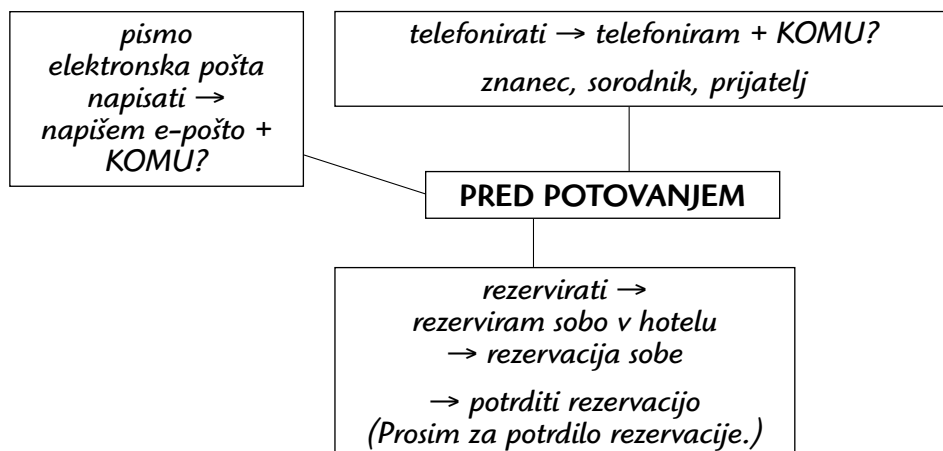 pismo
elektronska pošta
napisati →
napišem e-pošto +
KOMU?
telefonirati → telefoniram + KOMU?
znanec, sorodnik, prijatelj
PRED POTOVANJEM
rezervirati →
rezerviram sobo v hotelu
→ rezervacija sobe
→ potrditi rezervacijo
(Prosim za potrdilo rezervacije.)